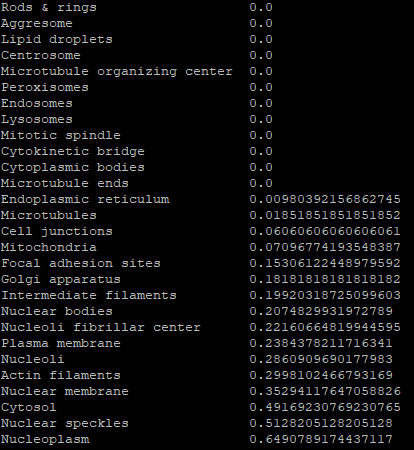 Rods & rings 0.0
Aggresome 0.0
Lipid droplets 0.0
Centrosome 0.0
Microtubule organizing center 0.0
Peroxisomes 0.0
Endosomes 0.0
Lysosomes 0.0
Mitotic spindle 0.0
Cytokinetic bridge 0.0
Cytoplasmic bodies 0.0
Microtubule ends 0.0
Endoplasmic reticulum 0.00980392156862745
Microtubules 0.01851851851851852
Cell junctions 0.06060606060606061
Mitochondria 0.07096774193548387
Focal adhesion sites 0.15306122448979592
Golgi apparatus 0.18181818181818182
Intermediate filaments 0.19920318725099603
Nuclear bodies 0.2074829931972789
Nucleoli fibrillar center 0.22160664819944595
Plasma membrane 0.2384378211716341
Nucleoli 0.2860909690177983
Actin filaments 0.2998102466793169
Nuclear membrane 0.35294117647058826
Cytosol 0.49169230769230765
Nuclear speckles 0.5128205128205128
Nucleoplasm 0.6490789174437117